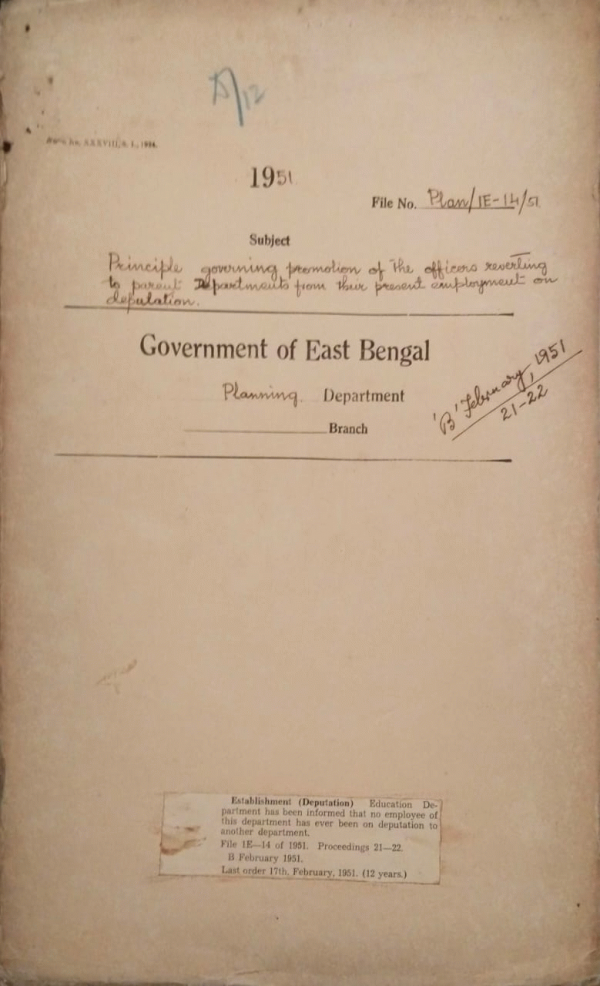 D/12
1951
File No. Plan/1E-14/51
Subject
Principle governing promotion of the officers reverting
to parent Departments from their present employment on
deputation.
Government of East Bengal
Planning Department
Branch
'B' February, 1951
21-22
Establishment (Deputation) Education De-
partment has been informed that no employee of
this department has ever been on deputation to
another department.
File 1E—14 of 1951. Proceedings 21—22.
B February 1951.
Last order 17th, February, 1951. (12 years.)